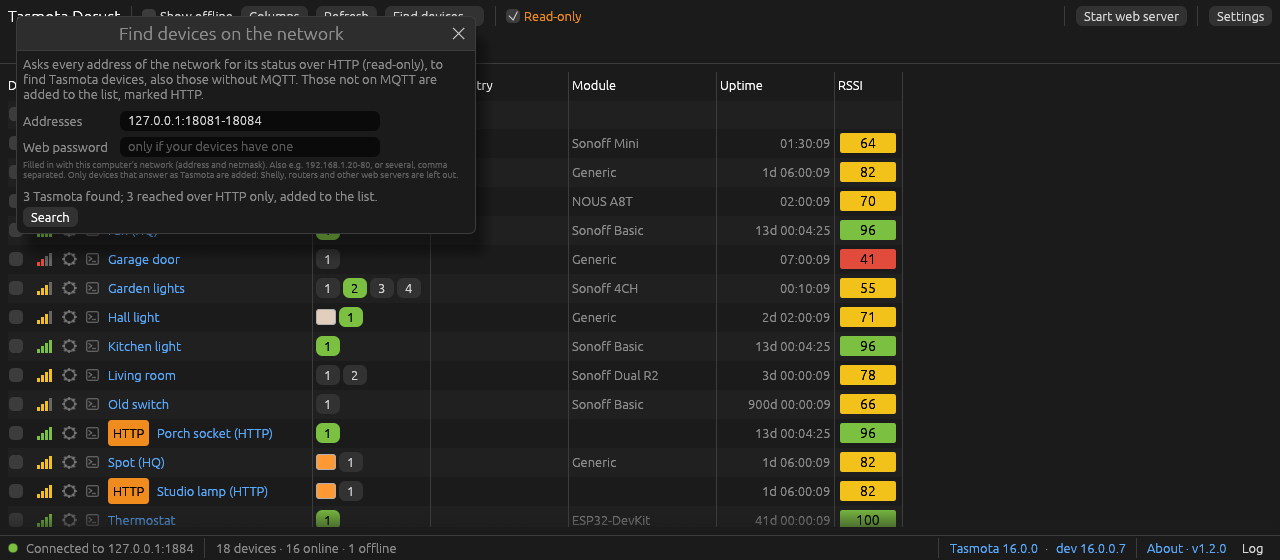 Tasmota Donust Show offline Columns Refresh Find devices Read-only Start web server Settings
Find devices on the network
Asks every address of the network for its status over HTTP (read-only), to
find Tasmota devices, also those without MQTT. Those not on MQTT are
added to the list, marked HTTP.
Addresses 127.0.0.1:18081-18084
Web password only if your devices have one
Filled in with this computer's network (address and netmask). Also e.g. 192.168.1.20-80, or several, comma
separated. Only devices that answer as Tasmota are added: Shelly, routers and other web servers are left out.
3 Tasmota found; 3 reached over HTTP only, added to the list.
Search
D try Module Uptime RSSI
Sonoff Mini 01:30:09 64
Generic 1d 06:00:09 82
NOUS A8T 02:00:09 70
Sonoff Basic 13d 00:04:25 96
Garage door 1 Generic 07:00:09 41
Garden lights 1 2 3 4 Sonoff 4CH 00:10:09 55
Hall light 1 Generic 2d 02:00:09 71
Kitchen light 1 Sonoff Basic 13d 00:04:25 96
Living room 1 2 Sonoff Dual R2 3d 00:00:09 78
Old switch 1 Sonoff Basic 900d 00:00:09 66
HTTP Porch socket (HTTP) 1 13d 00:04:25 96
Spot (HQ) 1 Generic 1d 06:00:09 82
HTTP Studio lamp (HTTP) 1 1d 06:00:09 82
Thermostat 1 ESP32-DevKit 41d 00:00:09 100
Connected to 127.0.0.1:1884 18 devices · 16 online · 1 offline Tasmota 16.0.0 · dev 16.0.0.7 About · v1.2.0 Log